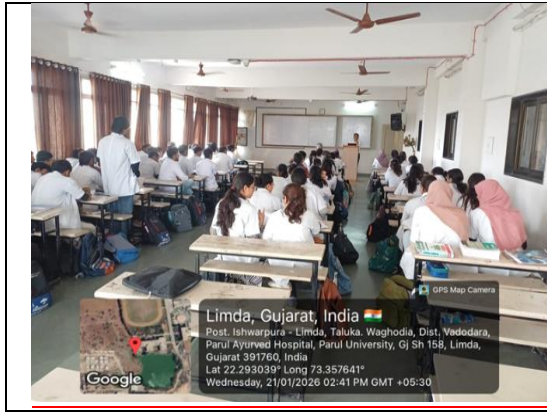 GPS Map Camera
Limda, Gujarat, India 🇮🇳
Post. Ishwarpura - Limda, Taluka. Waghodia, Dist. Vadodara,
Parul Ayurved Hospital, Parul University, Gj Sh 158, Limda,
Gujarat 391760, India
Lat 22.293039° Long 73.357641°
Wednesday, 21/01/2026 02:41 PM GMT +05:30
Google